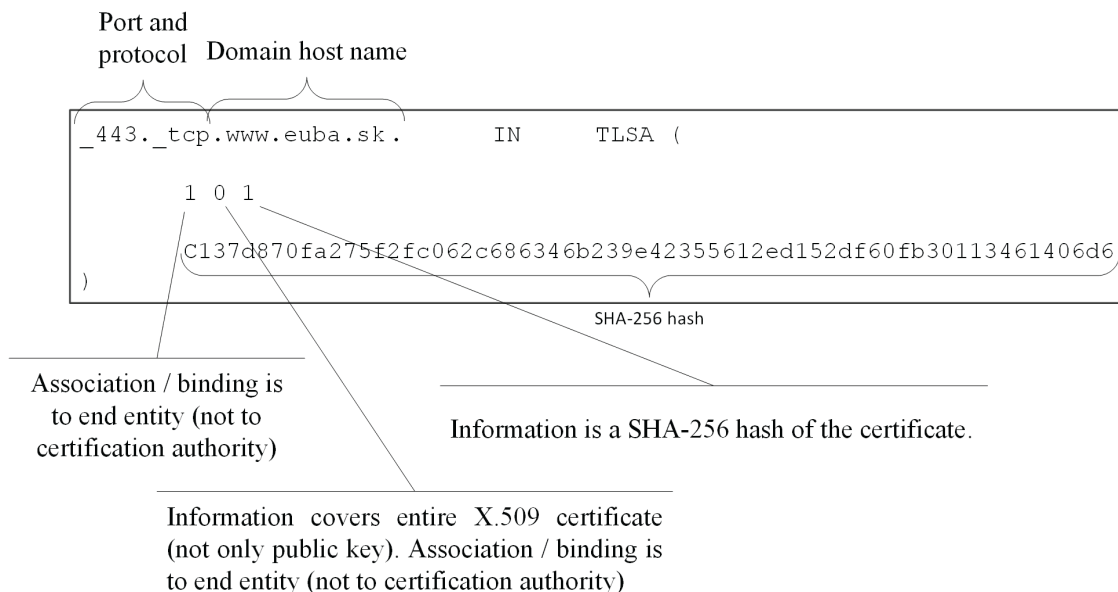 Port and
protocol
Domain host name
_443._tcp.www.euba.sk. IN TLSA (
1 0 1
C137d870fa275f2fc062c686346b239e42355612ed152df60fb30113461406d6
)
SHA-256 hash
Association / binding is
to end entity (not to
certification authority)
Information is a SHA-256 hash of the certificate.
Information covers entire X.509 certificate
(not only public key). Association / binding is
to end entity (not to certification authority)